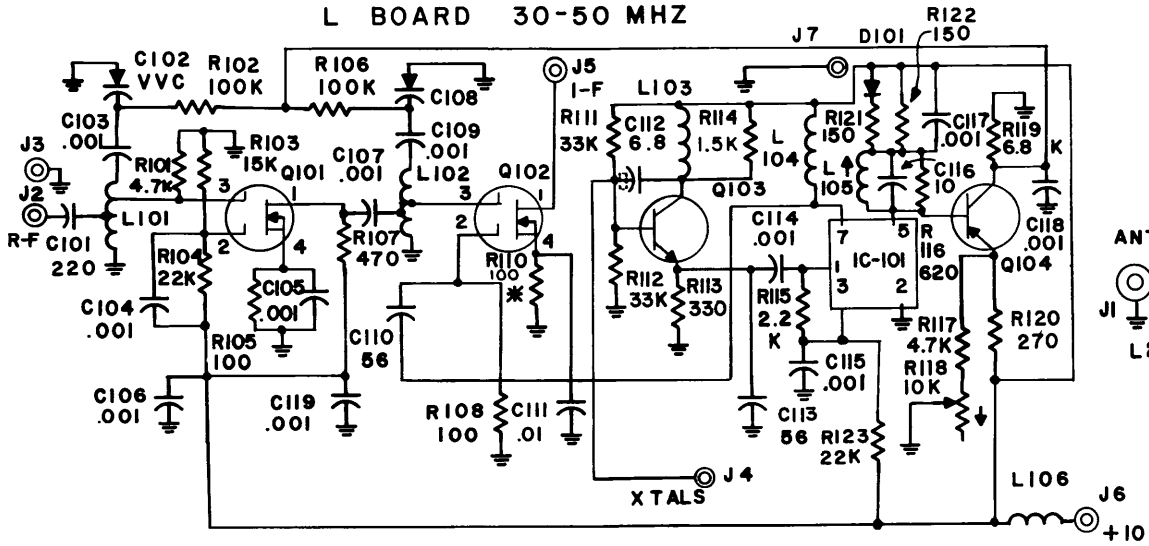 L BOARD 30-50 MHZ
C102
VVC
R102
100K
R106
100K
C108
J5
I-F
J7
D101
R122
150
L103
R111
33K
C112
6.8
R114
1.5K
L
104
R121
150
C117
.001
R119
6.8
K
C103
.001
J3
J2
R-F
C101
220
L101
R101
4.7K
R103
15K
3
2
Q101
1
4
C107
.001
L102
C109
.001
R107
470
3
2
Q102
1
4
R110
100
*
Q103
L
105
C116
10
R
116
620
7
5
1
3
2
IC-101
C114
.001
R115
2.2
K
C115
.001
Q104
C118
.001
R104
22K
C104
.001
C105
.001
R105
100
C106
.001
C119
.001
C110
56
R108
100
C111
.01
R112
33K
R113
330
C113
56
R123
22K
R117
4.7K
R118
10K
R120
270
ANT
J1
L2
XTALS
J4
L106
J6
+10